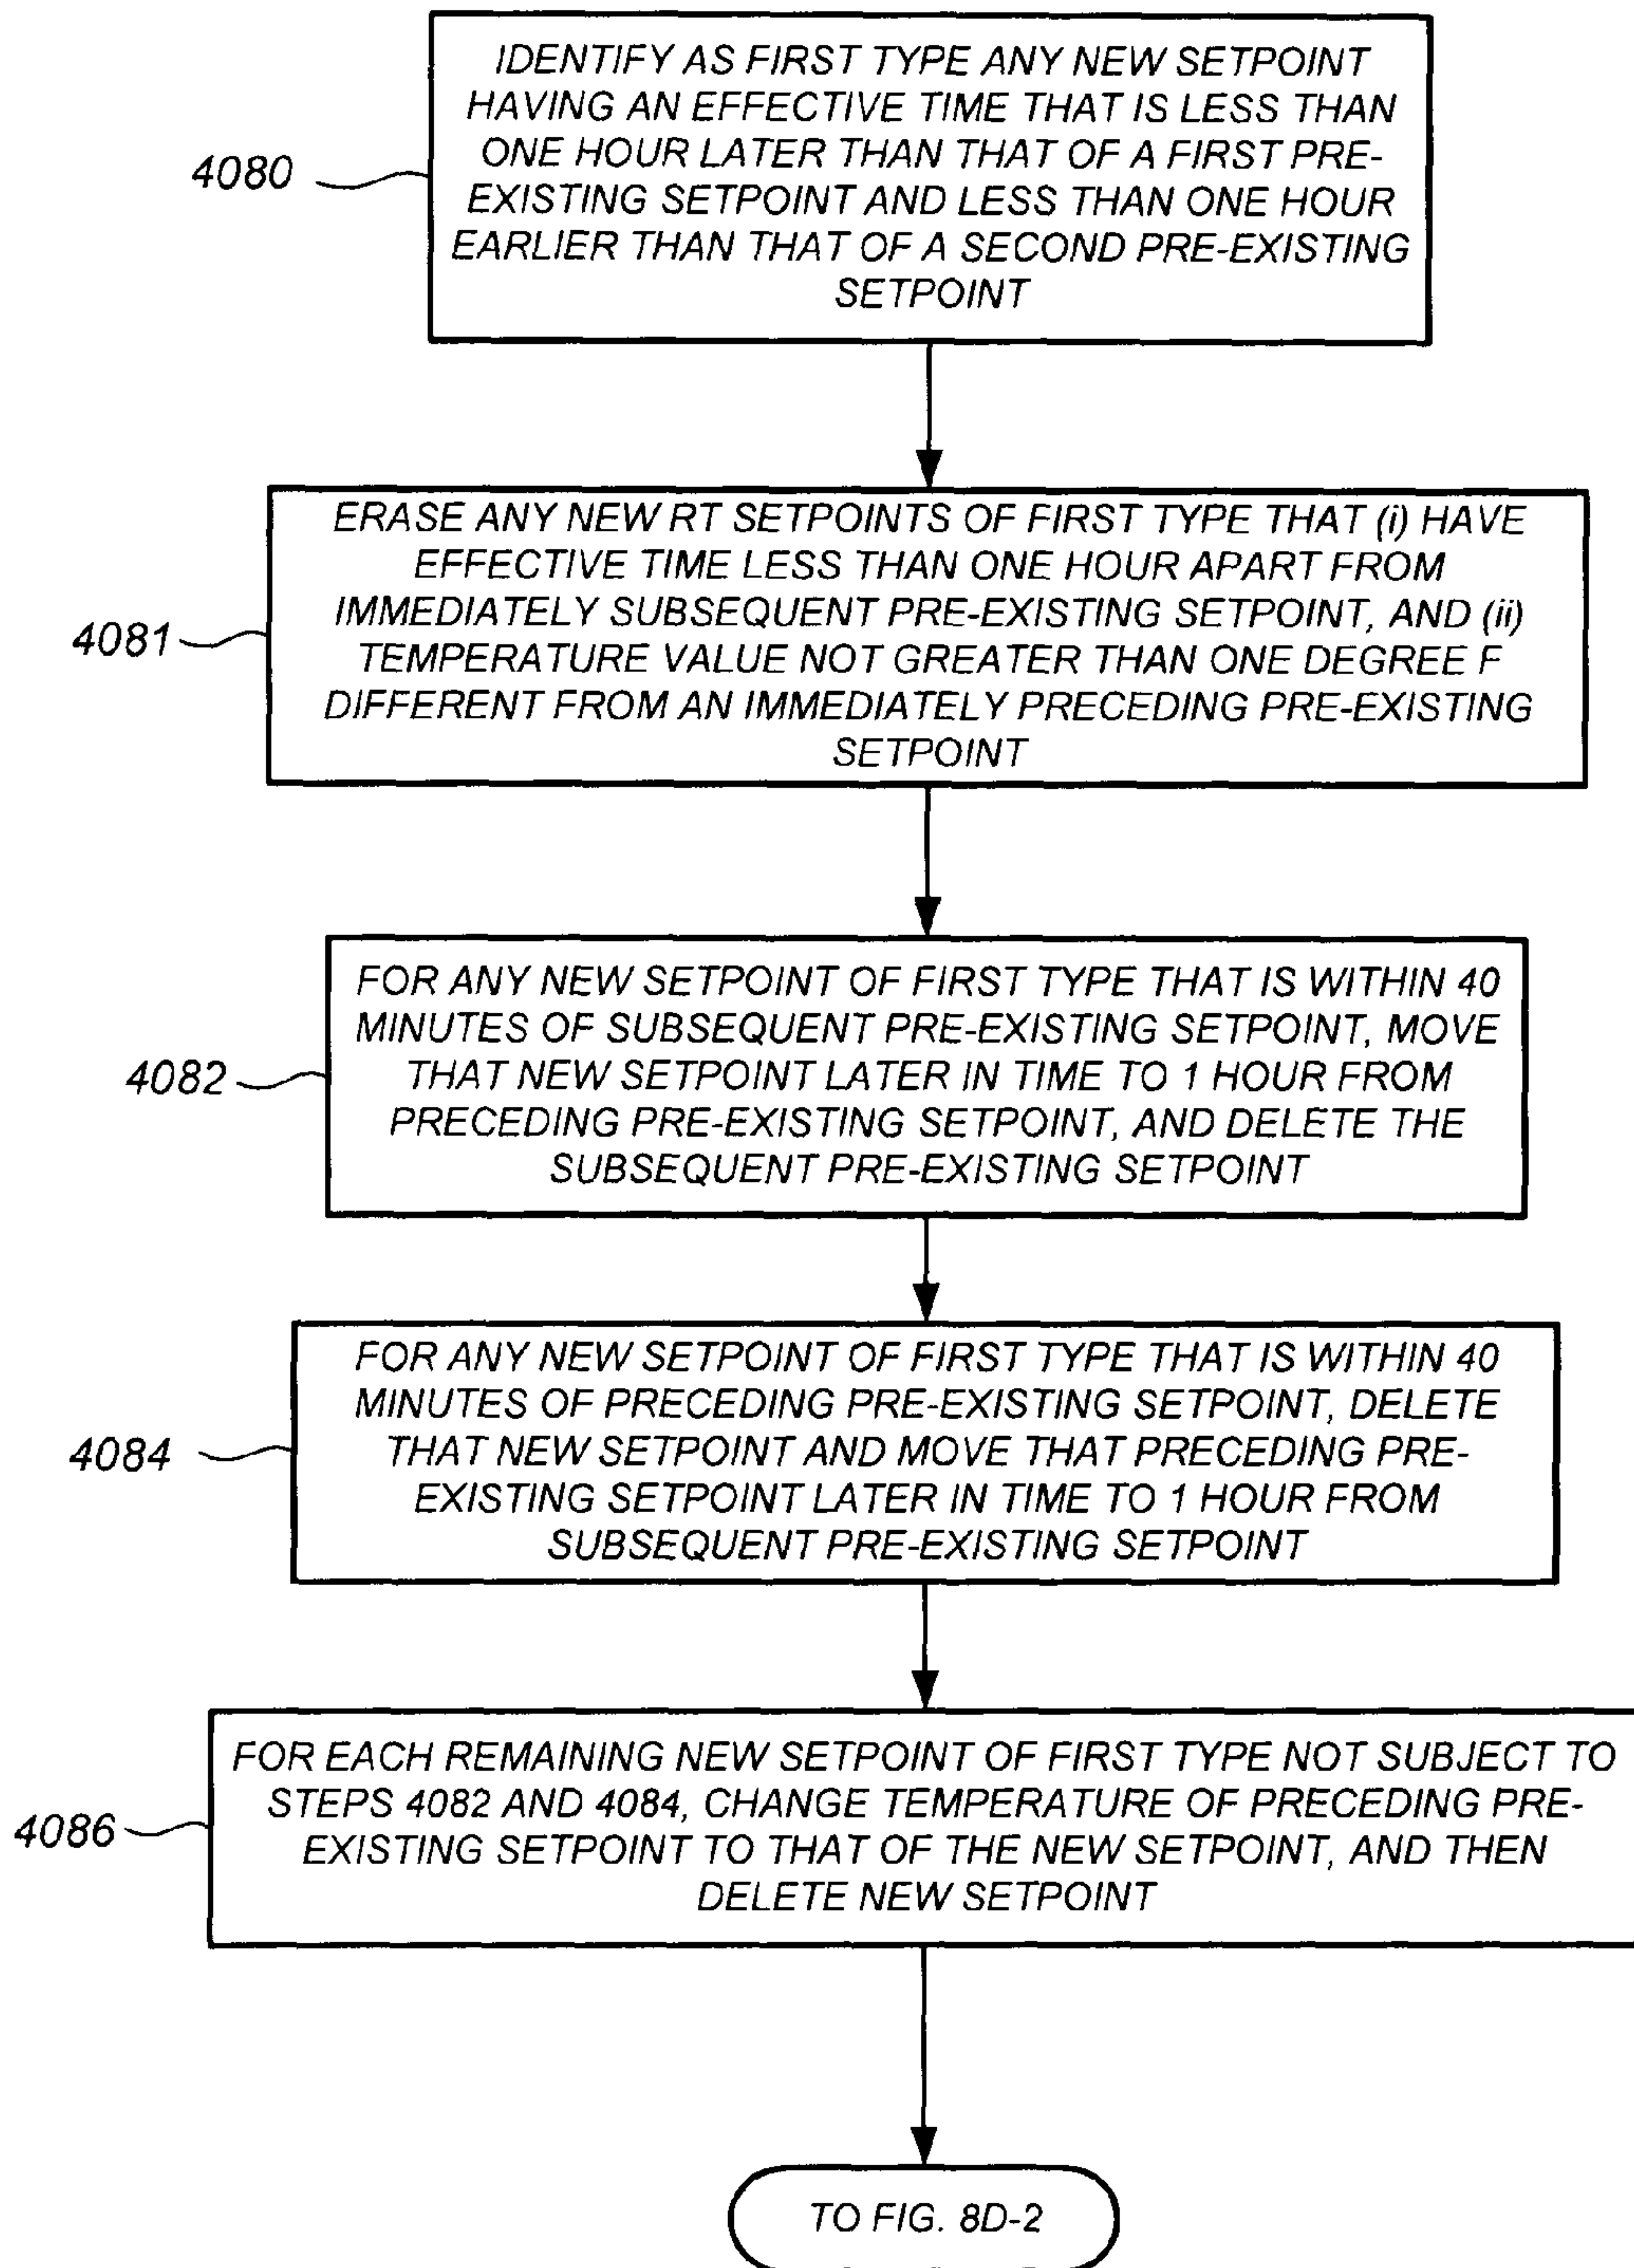 IDENTIFY AS FIRST TYPE ANY NEW SETPOINT
HAVING AN EFFECTIVE TIME THAT IS LESS THAN
ONE HOUR LATER THAN THAT OF A FIRST PRE-
EXISTING SETPOINT AND LESS THAN ONE HOUR
EARLIER THAN THAT OF A SECOND PRE-EXISTING
SETPOINT
4080
ERASE ANY NEW RT SETPOINTS OF FIRST TYPE THAT (i) HAVE
EFFECTIVE TIME LESS THAN ONE HOUR APART FROM
IMMEDIATELY SUBSEQUENT PRE-EXISTING SETPOINT, AND (ii)
TEMPERATURE VALUE NOT GREATER THAN ONE DEGREE F
DIFFERENT FROM AN IMMEDIATELY PRECEDING PRE-EXISTING
SETPOINT
4081
FOR ANY NEW SETPOINT OF FIRST TYPE THAT IS WITHIN 40
MINUTES OF SUBSEQUENT PRE-EXISTING SETPOINT, MOVE
THAT NEW SETPOINT LATER IN TIME TO 1 HOUR FROM
PRECEDING PRE-EXISTING SETPOINT, AND DELETE THE
SUBSEQUENT PRE-EXISTING SETPOINT
4082
FOR ANY NEW SETPOINT OF FIRST TYPE THAT IS WITHIN 40
MINUTES OF PRECEDING PRE-EXISTING SETPOINT, DELETE
THAT NEW SETPOINT AND MOVE THAT PRECEDING PRE-
EXISTING SETPOINT LATER IN TIME TO 1 HOUR FROM
SUBSEQUENT PRE-EXISTING SETPOINT
4084
FOR EACH REMAINING NEW SETPOINT OF FIRST TYPE NOT SUBJECT TO
STEPS 4082 AND 4084, CHANGE TEMPERATURE OF PRECEDING PRE-
EXISTING SETPOINT TO THAT OF THE NEW SETPOINT, AND THEN
DELETE NEW SETPOINT
4086
TO FIG. 8D-2